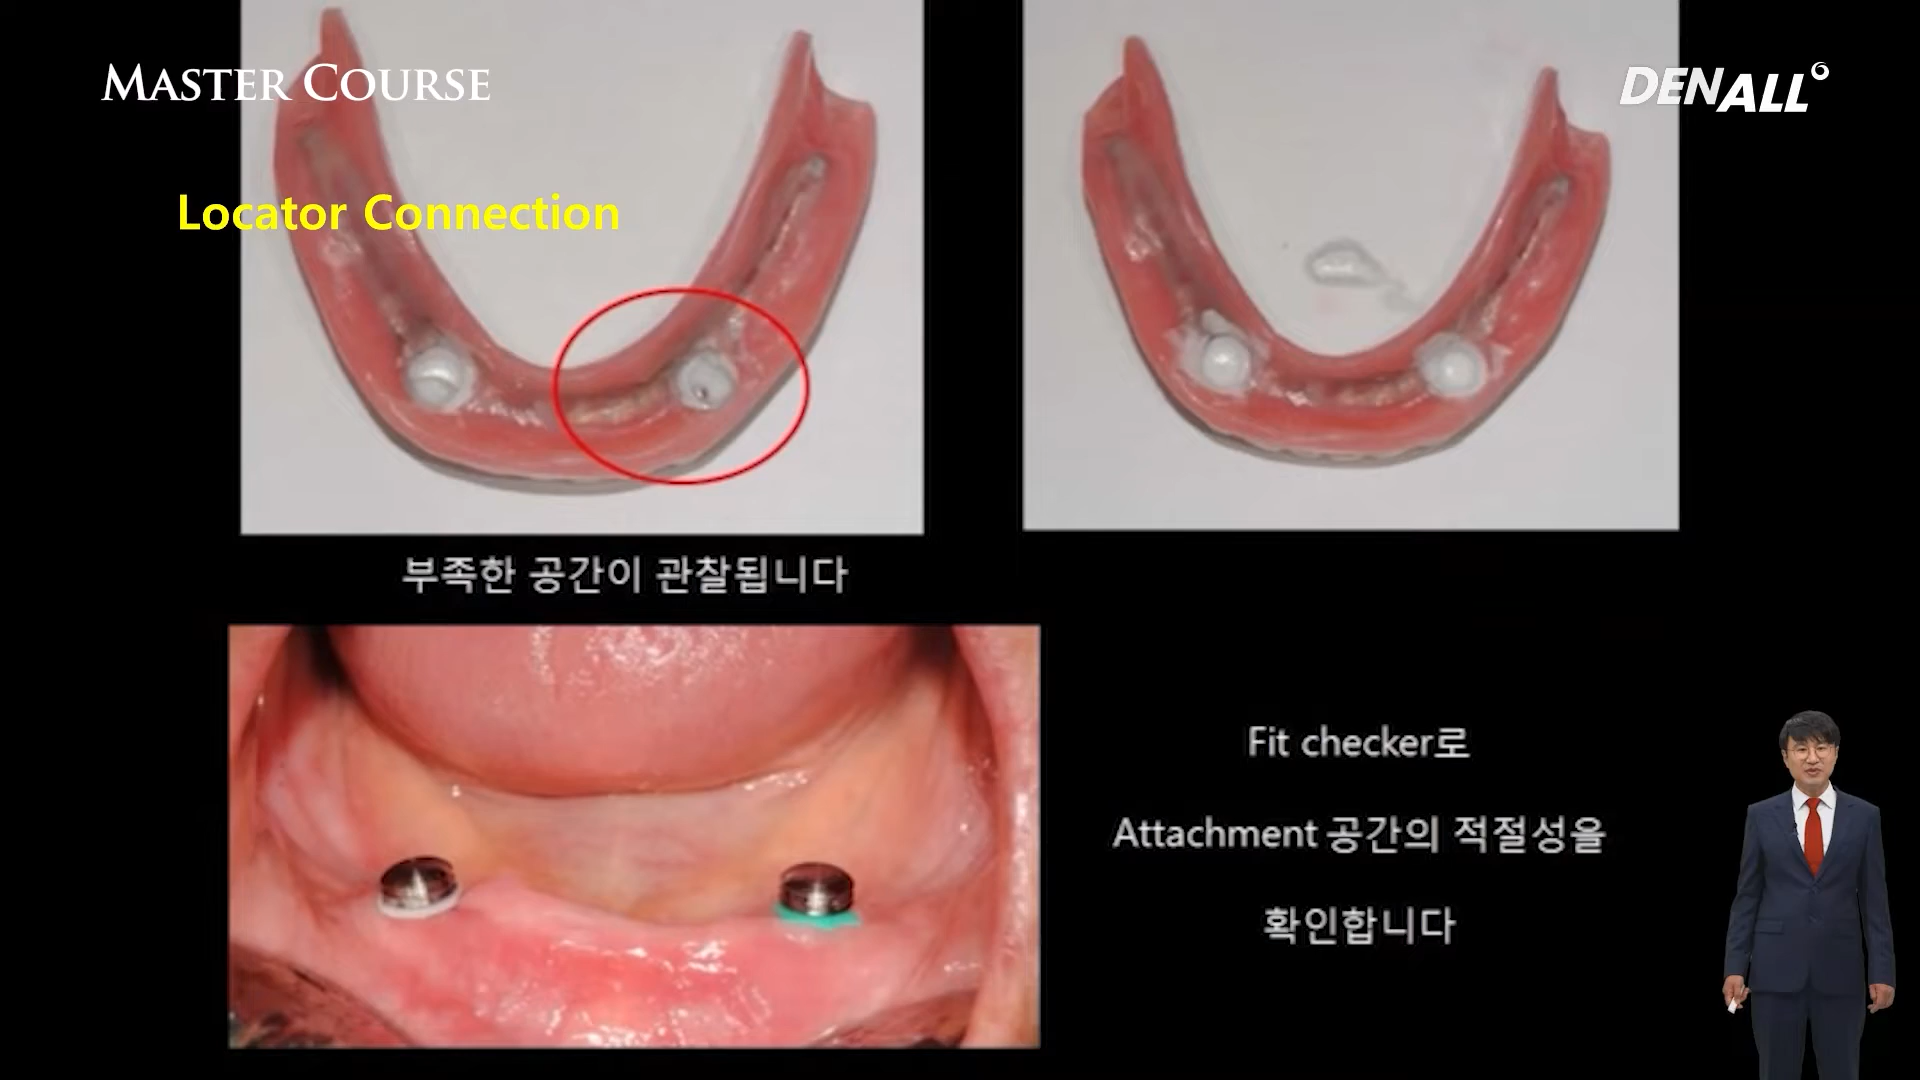 MASTER COURSE
DENALL
Locator Connection
부족한 공간이 관찰됩니다
Fit checker로
Attachment 공간의 적절성을
확인합니다